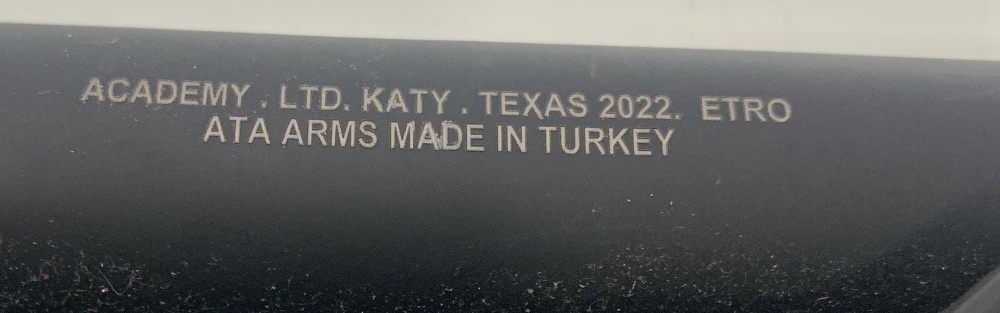 ACADEMY . LTD. KATY . TEXAS 2022. ETRO
ATA ARMS MADE IN TURKEY